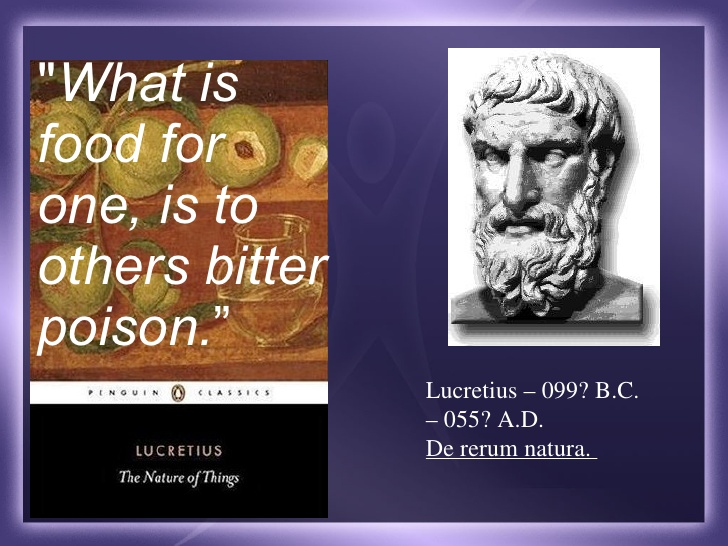 "What is
food for
one, is to
others bitter
poison.”
PENGUIN CLASSICS
LUCRETIUS
The Nature of Things
Lucretius – 099? B.C.
– 055? A.D.
De rerum natura.